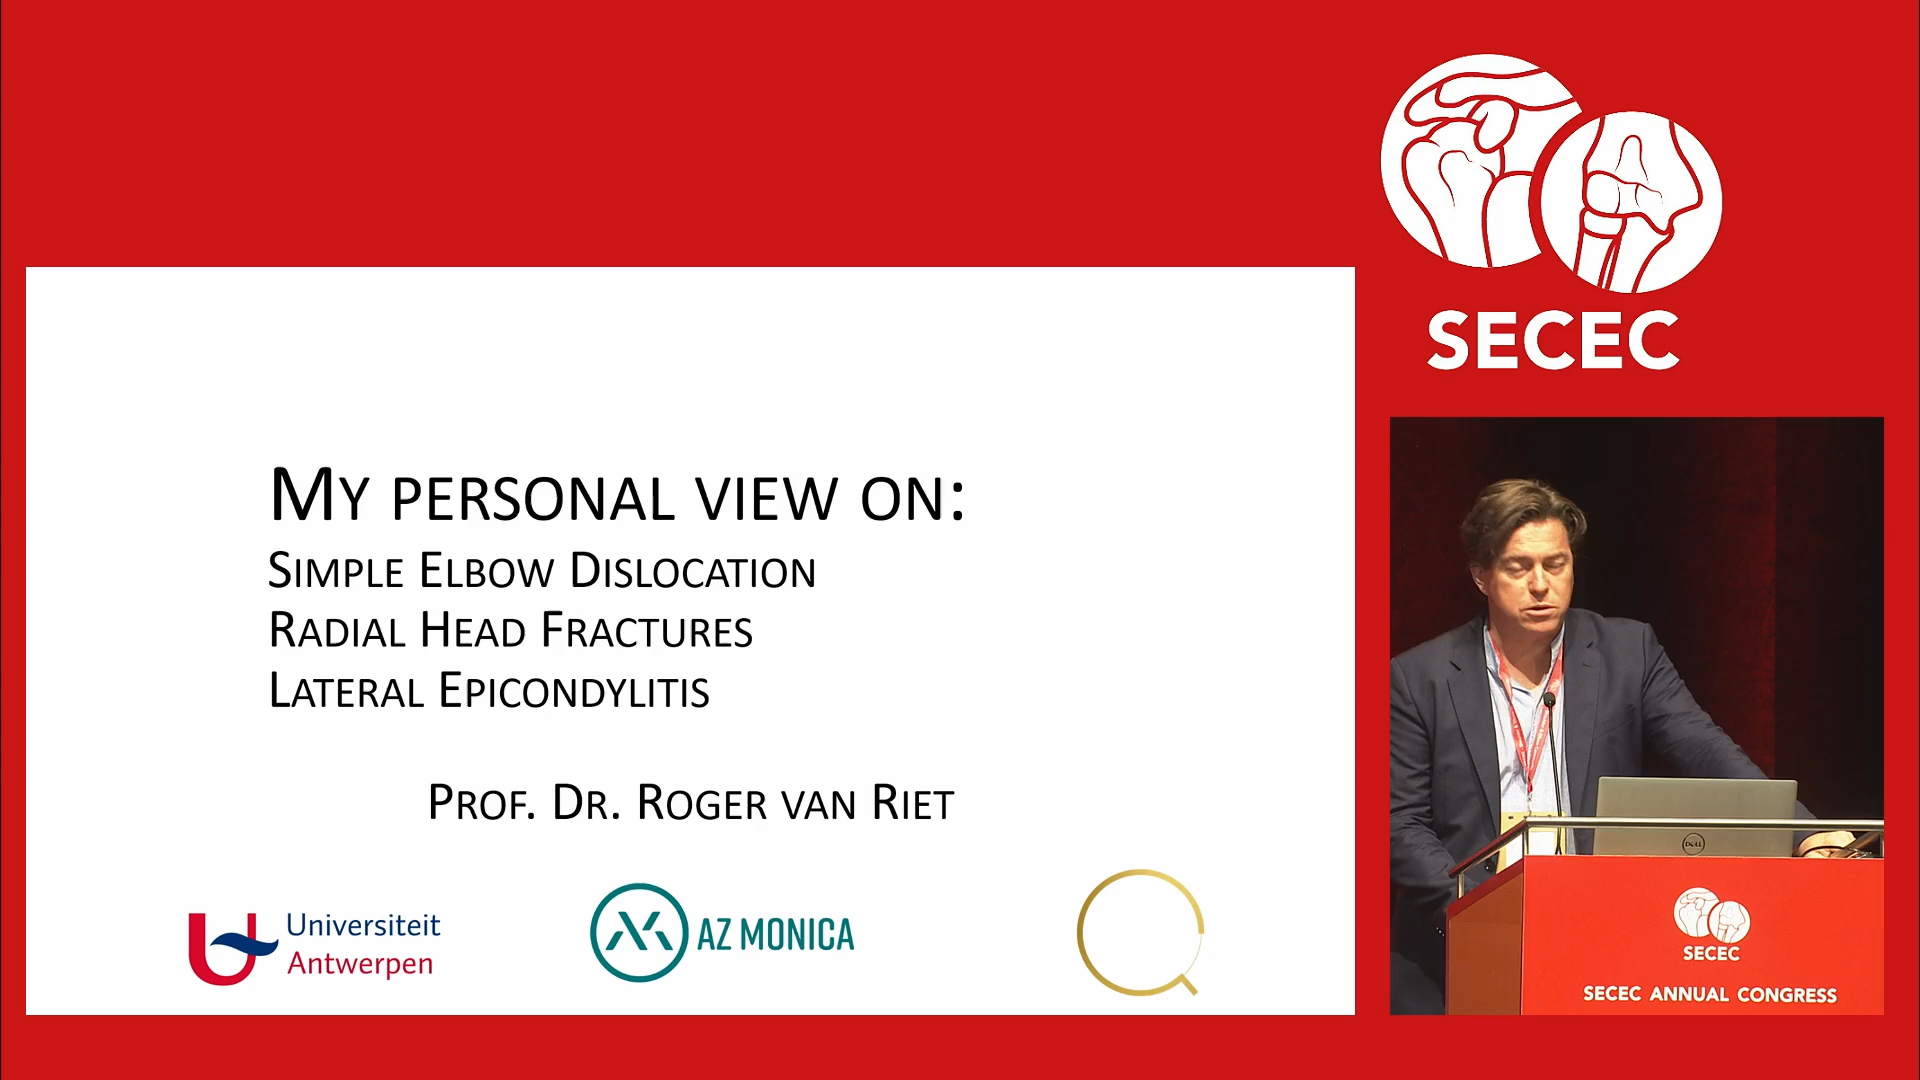 SECEC
My personal view on:
Simple Elbow Dislocation
Radial Head Fractures
Lateral Epicondylitis
Prof. Dr. Roger van Riet
Universiteit
Antwerpen
AZ MONICA
DELL
SECEC
SECEC ANNUAL CONGRESS